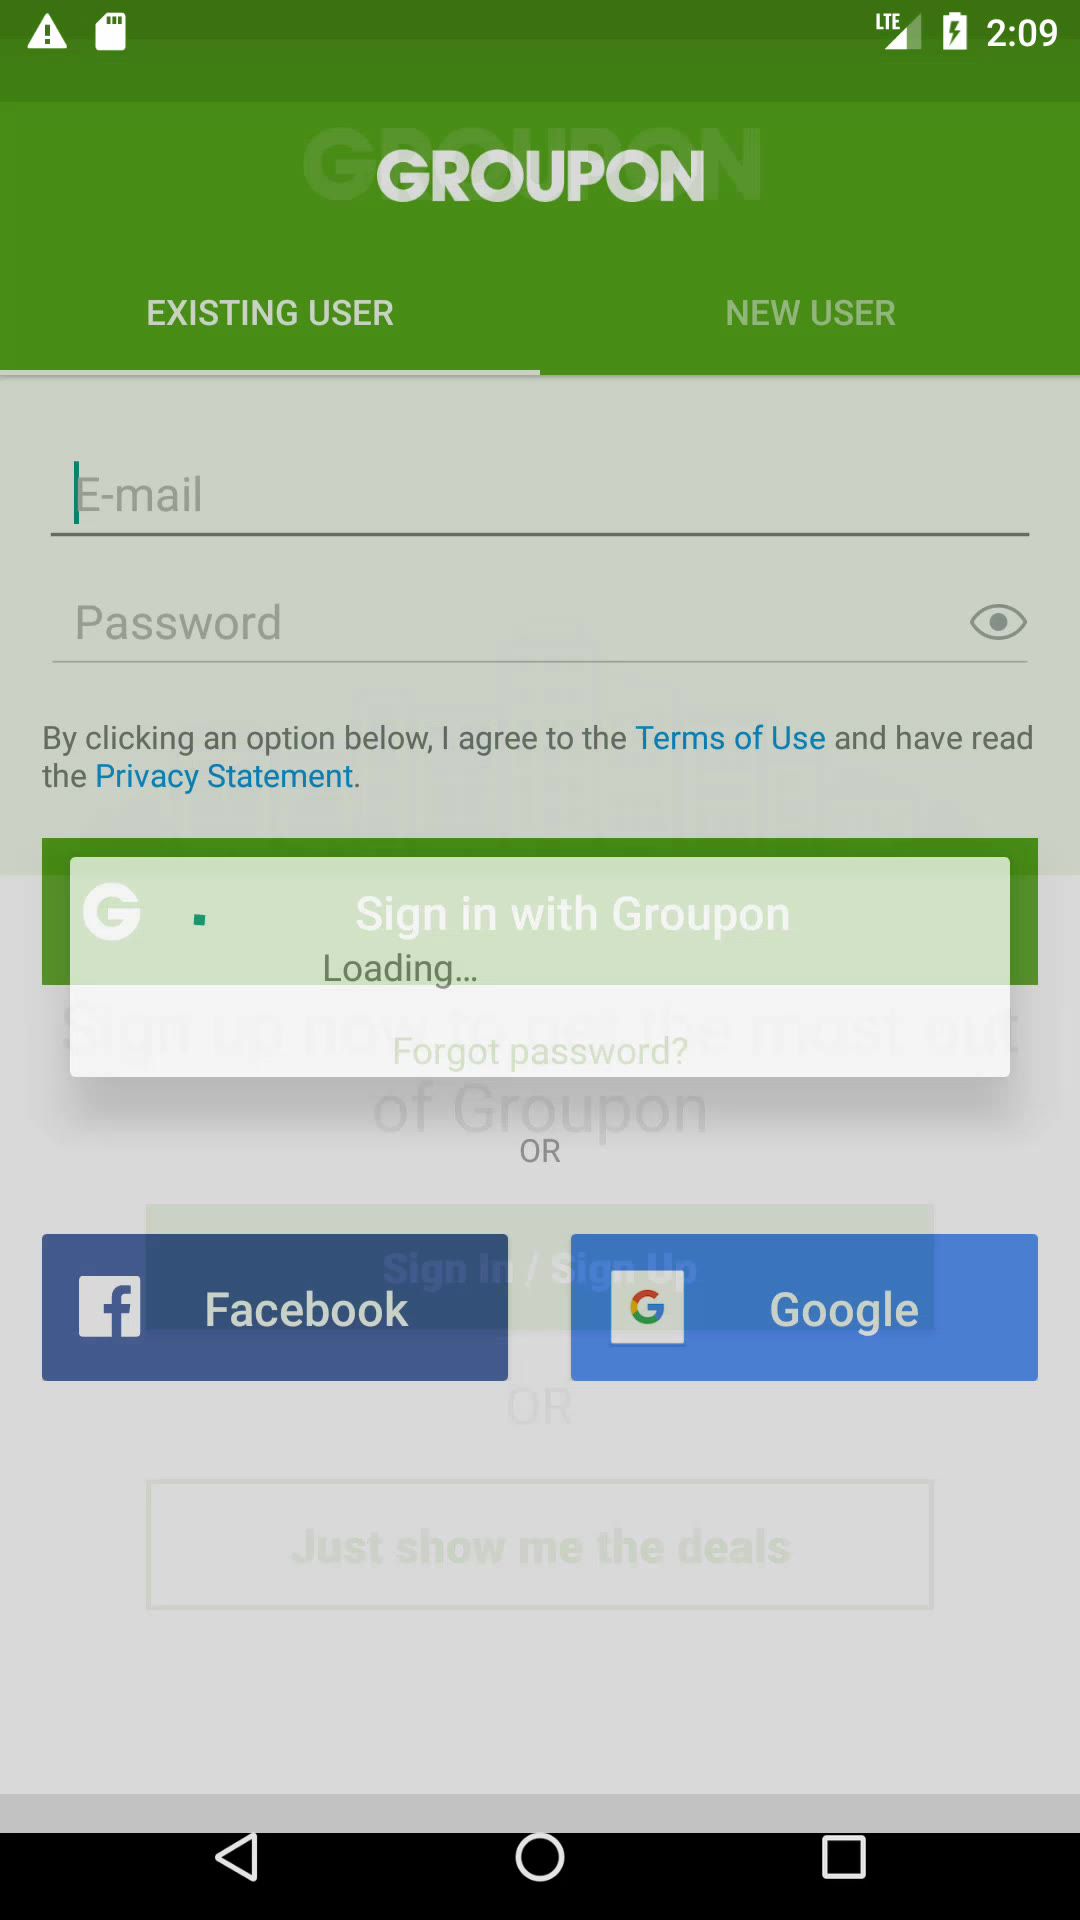 LTE 2:09
GROUPON
GROUPON
EXISTING USER NEW USER
E-mail
Password
By clicking an option below, I agree to the Terms of Use and have read
the Privacy Statement.
Sign in with Groupon
Loading...
Sign up now to get the most out
Forgot password?
of Groupon
OR
Sign In / Sign Up
Facebook Google
OR
Just show me the deals